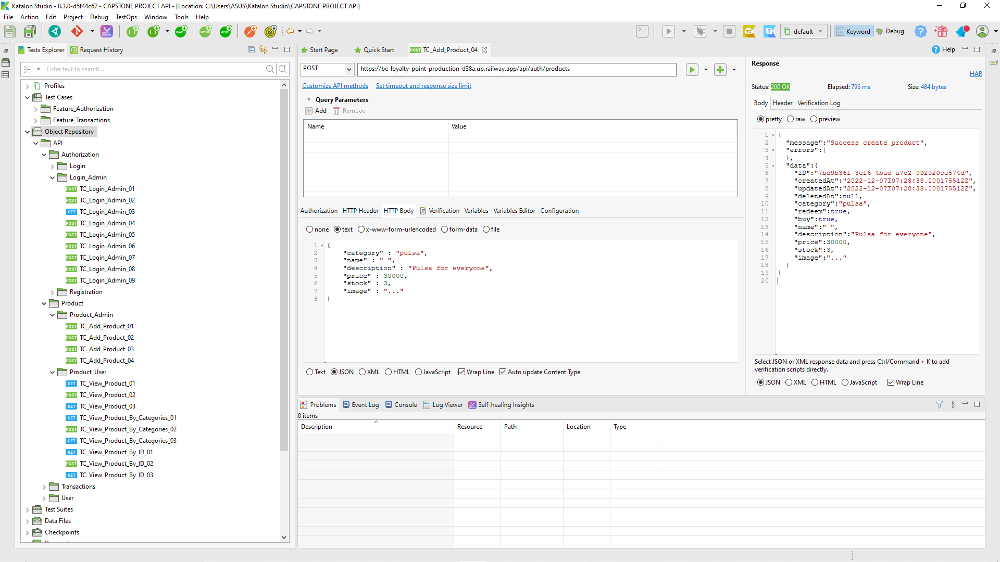 Katalon Studio - 8.3.0-d5f44c67 - CAPSTONE PROJECT API - [Location: C:\Users\ASUS\Katalon Studio\CAPSTONE PROJECT API]
File Action Edit Project Debug TestOps Window Tools Help
default Keyword Debug
Tests Explorer Request History
Enter text to search...
Profiles
Test Cases
Feature_Authorization
Feature_Transactions
Object Repository
API
Authorization
Login
Login_Admin
POST TC_Login_Admin_01
POST TC_Login_Admin_02
GET TC_Login_Admin_03
POST TC_Login_Admin_04
POST TC_Login_Admin_05
POST TC_Login_Admin_06
POST TC_Login_Admin_07
POST TC_Login_Admin_08
POST TC_Login_Admin_09
Registration
Product
Product_Admin
POST TC_Add_Product_01
POST TC_Add_Product_02
POST TC_Add_Product_03
POST TC_Add_Product_04
Product_User
GET TC_View_Product_01
POST TC_View_Product_02
GET TC_View_Product_03
GET TC_View_Product_By_Categories_01
POST TC_View_Product_By_Categories_02
GET TC_View_Product_By_Categories_03
GET TC_View_Product_By_ID_01
POST TC_View_Product_By_ID_02
GET TC_View_Product_By_ID_03
Transactions
User
Test Suites
Data Files
Checkpoints
Start Page Quick Start POST TC_Add_Product_04 Help
POST https://be-loyalty-point-production-d38a.up.railway.app/api/auth/products
Customize API methods Set timeout and response size limit
Query Parameters
Add Remove
Name Value
Authorization HTTP Header HTTP Body Verification Variables Variables Editor Configuration
none text x-www-form-urlencoded form-data file
1 {
2 "category" : "pulsa",
3 "name" : " ",
4 "description" : "Pulsa for everyone",
5 "price" : 30000,
6 "stock" : 3,
7 "image" : "..."
8 }
Text JSON XML HTML JavaScript Wrap Line Auto update Content Type
Response
HAR
Status: 200 OK Elapsed: 796 ms Size: 484 bytes
Body Header Verification Log
pretty raw preview
1 {
2 "message":"Success create product",
3 "errors":{
4 },
5 "data":{
6 "ID":"7be9b36f-3ef6-4bae-a7c2-992020ce574d",
7 "createdAt":"2022-12-07T07:28:33.100175512Z",
8 "updatedAt":"2022-12-07T07:28:33.100175512Z",
9 "deletedAt":null,
10 "category":"pulsa",
11 "redeem":true,
12 "buy":true,
13 "name":" ",
14 "description":"Pulsa for everyone",
15 "price":30000,
16 "stock":3,
17 "image":"..."
18 }
19 }
20
Select JSON or XML response data and press Ctrl/Command + K to add
verification scripts directly.
JSON XML HTML JavaScript Wrap Line
Problems Event Log Console Log Viewer Self-healing Insights
0 items
Description Resource Path Location Type